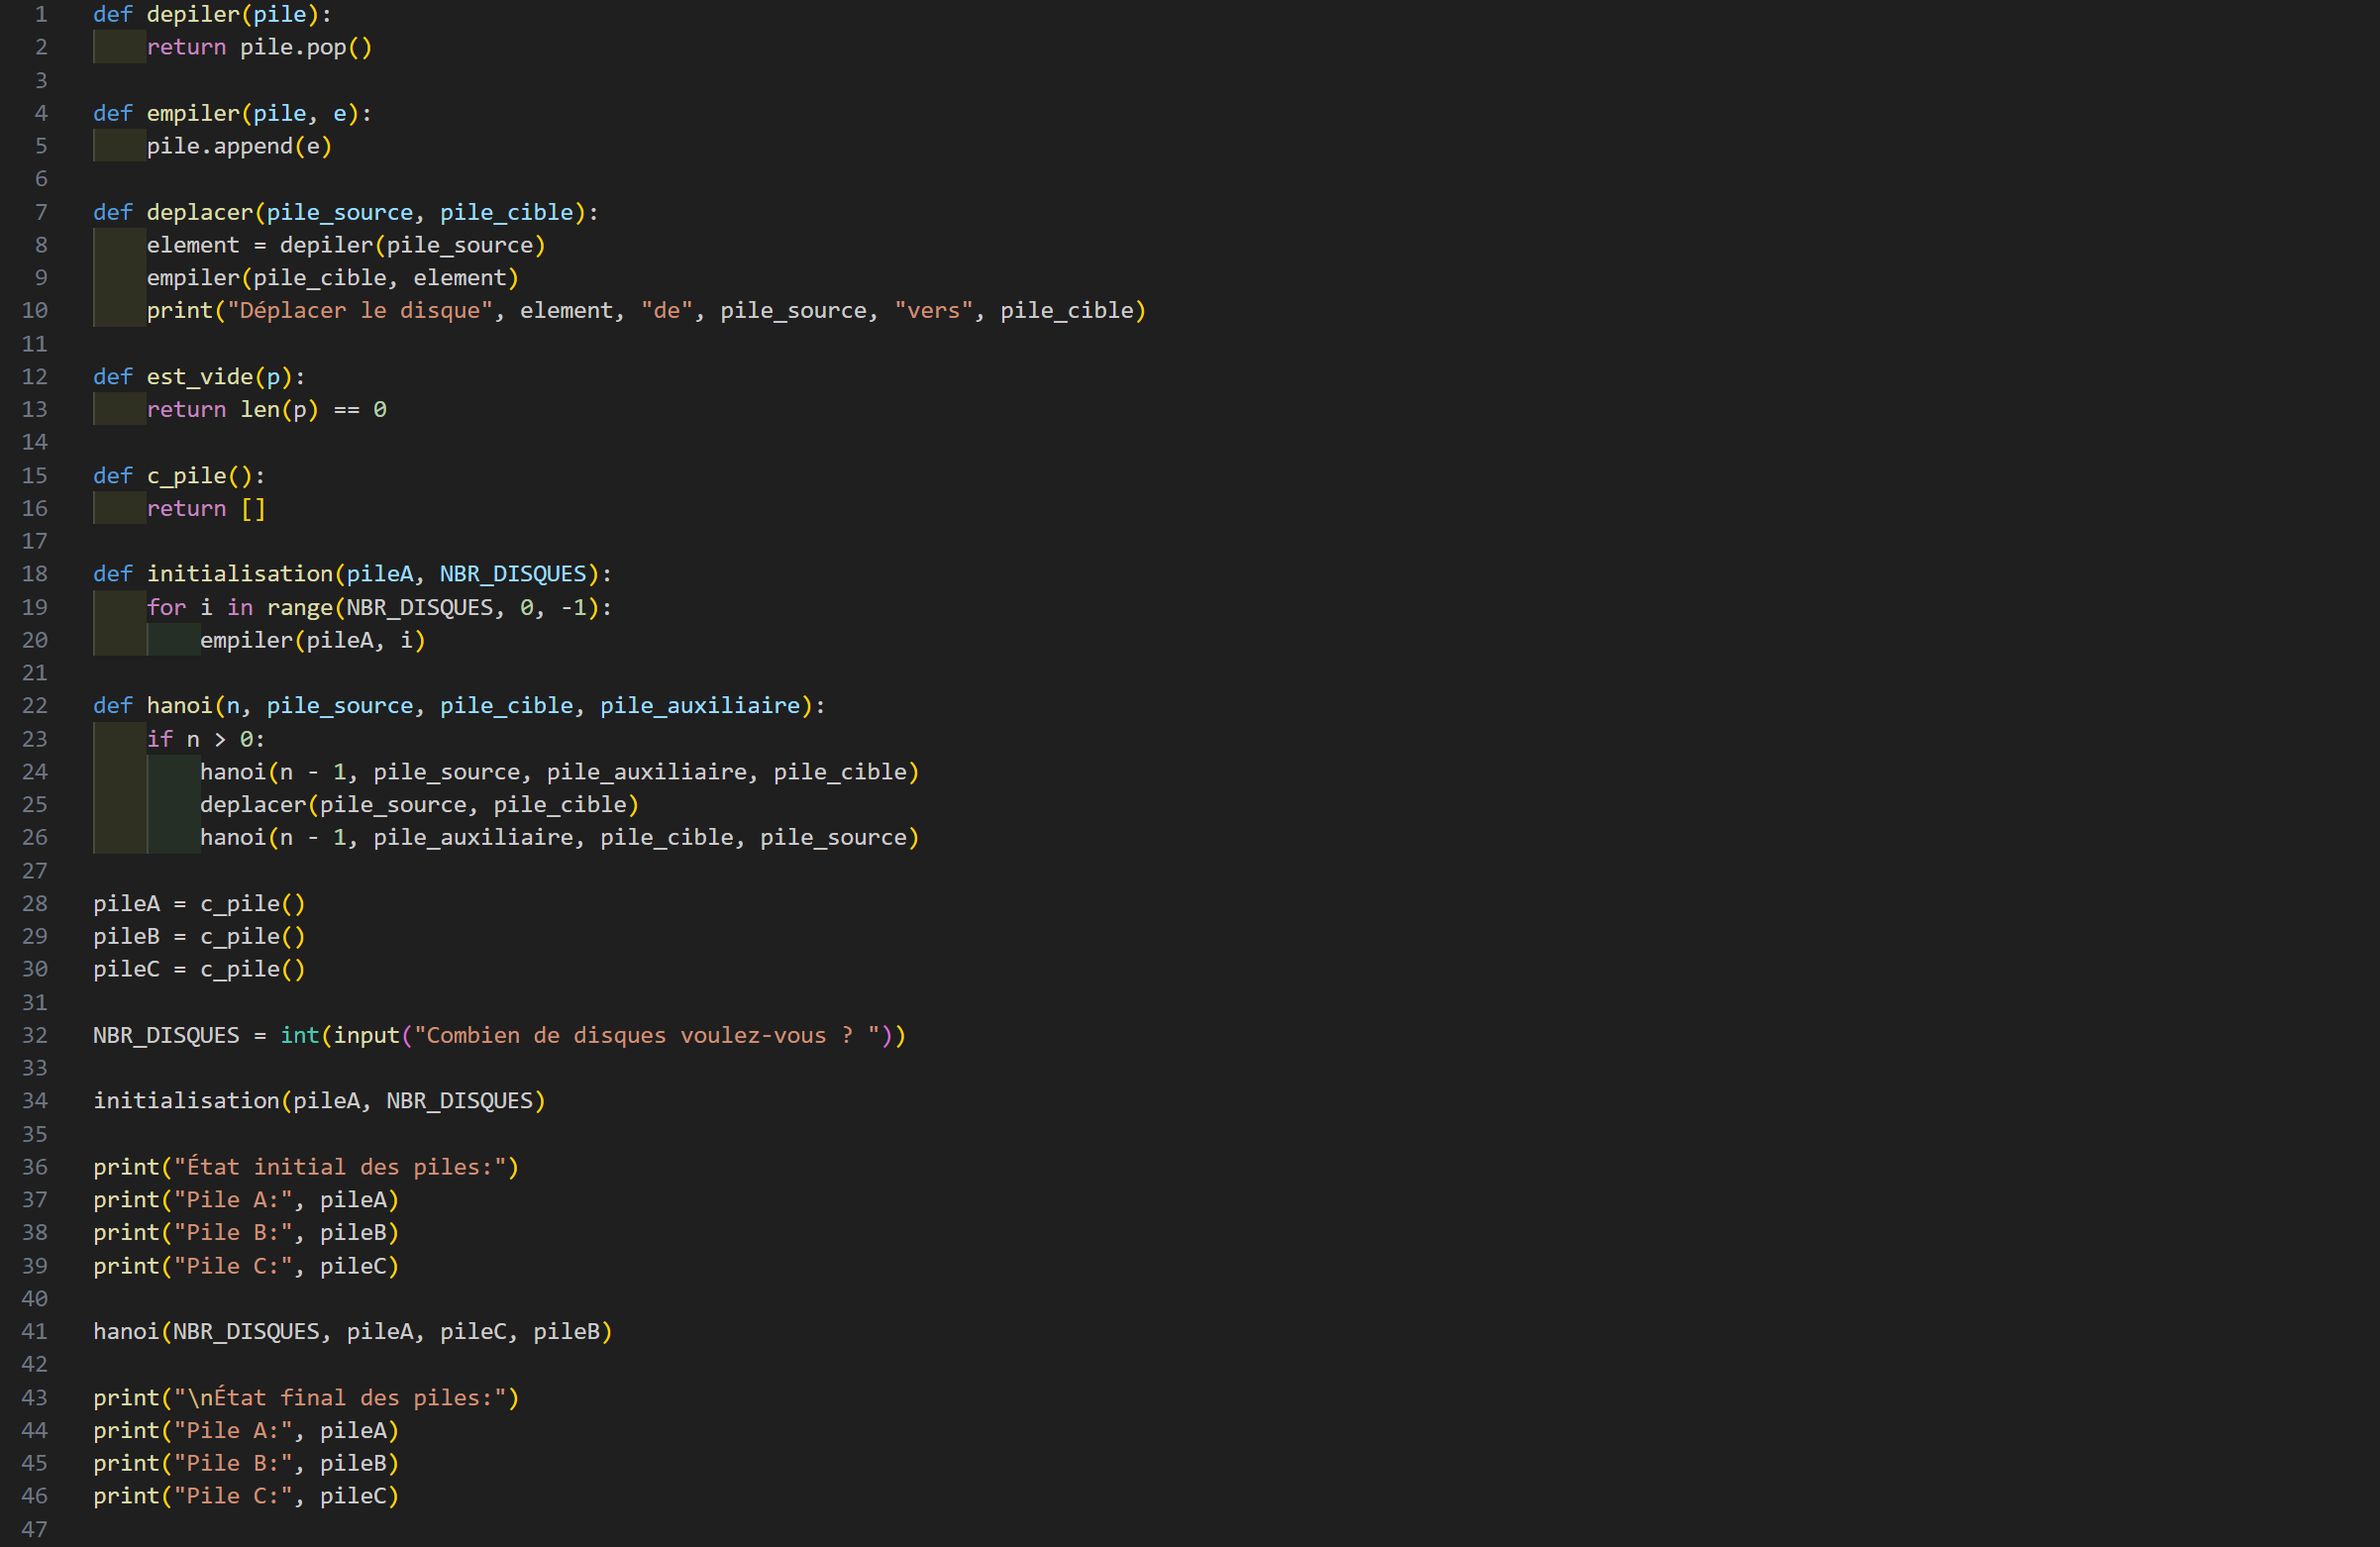 1 def depiler(pile):
2     return pile.pop()
3
4 def empiler(pile, e):
5     pile.append(e)
6
7 def deplacer(pile_source, pile_cible):
8     element = depiler(pile_source)
9     empiler(pile_cible, element)
10     print("Déplacer le disque", element, "de", pile_source, "vers", pile_cible)
11
12 def est_vide(p):
13     return len(p) == 0
14
15 def c_pile():
16     return []
17
18 def initialisation(pileA, NBR_DISQUES):
19     for i in range(NBR_DISQUES, 0, -1):
20         empiler(pileA, i)
21
22 def hanoi(n, pile_source, pile_cible, pile_auxiliaire):
23     if n > 0:
24         hanoi(n - 1, pile_source, pile_auxiliaire, pile_cible)
25         deplacer(pile_source, pile_cible)
26         hanoi(n - 1, pile_auxiliaire, pile_cible, pile_source)
27
28 pileA = c_pile()
29 pileB = c_pile()
30 pileC = c_pile()
31
32 NBR_DISQUES = int(input("Combien de disques voulez-vous ? "))
33
34 initialisation(pileA, NBR_DISQUES)
35
36 print("État initial des piles:")
37 print("Pile A:", pileA)
38 print("Pile B:", pileB)
39 print("Pile C:", pileC)
40
41 hanoi(NBR_DISQUES, pileA, pileC, pileB)
42
43 print("\nÉtat final des piles:")
44 print("Pile A:", pileA)
45 print("Pile B:", pileB)
46 print("Pile C:", pileC)
47